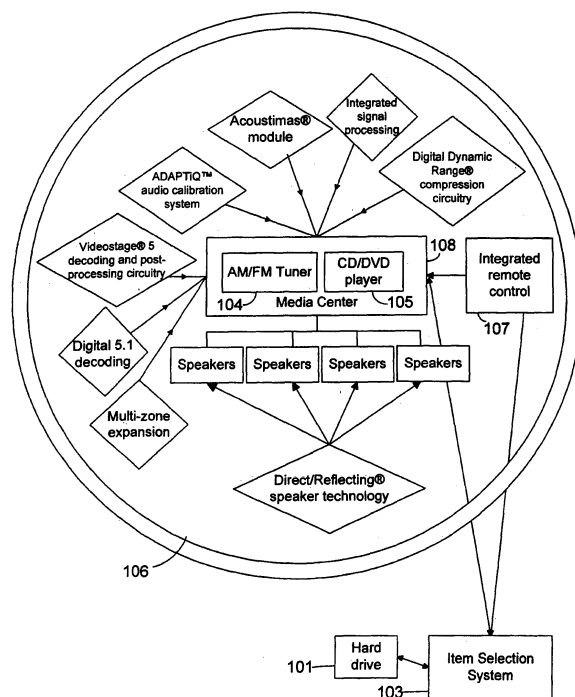 Acoustimas®
module
Integrated
signal
processing
ADAPTiQ™
audio calibration
system
Digital Dynamic
Range®
compression
circuitry
Videostage® 5
decoding and post-
processing circuitry
108
AM/FM Tuner
CD/DVD
player
104
Media Center
105
Integrated
remote
control
107
Digital 5.1
decoding
Speakers
Speakers
Speakers
Speakers
Multi-zone
expansion
Direct/Reflecting®
speaker technology
106
Hard
drive
101
Item Selection
System
103